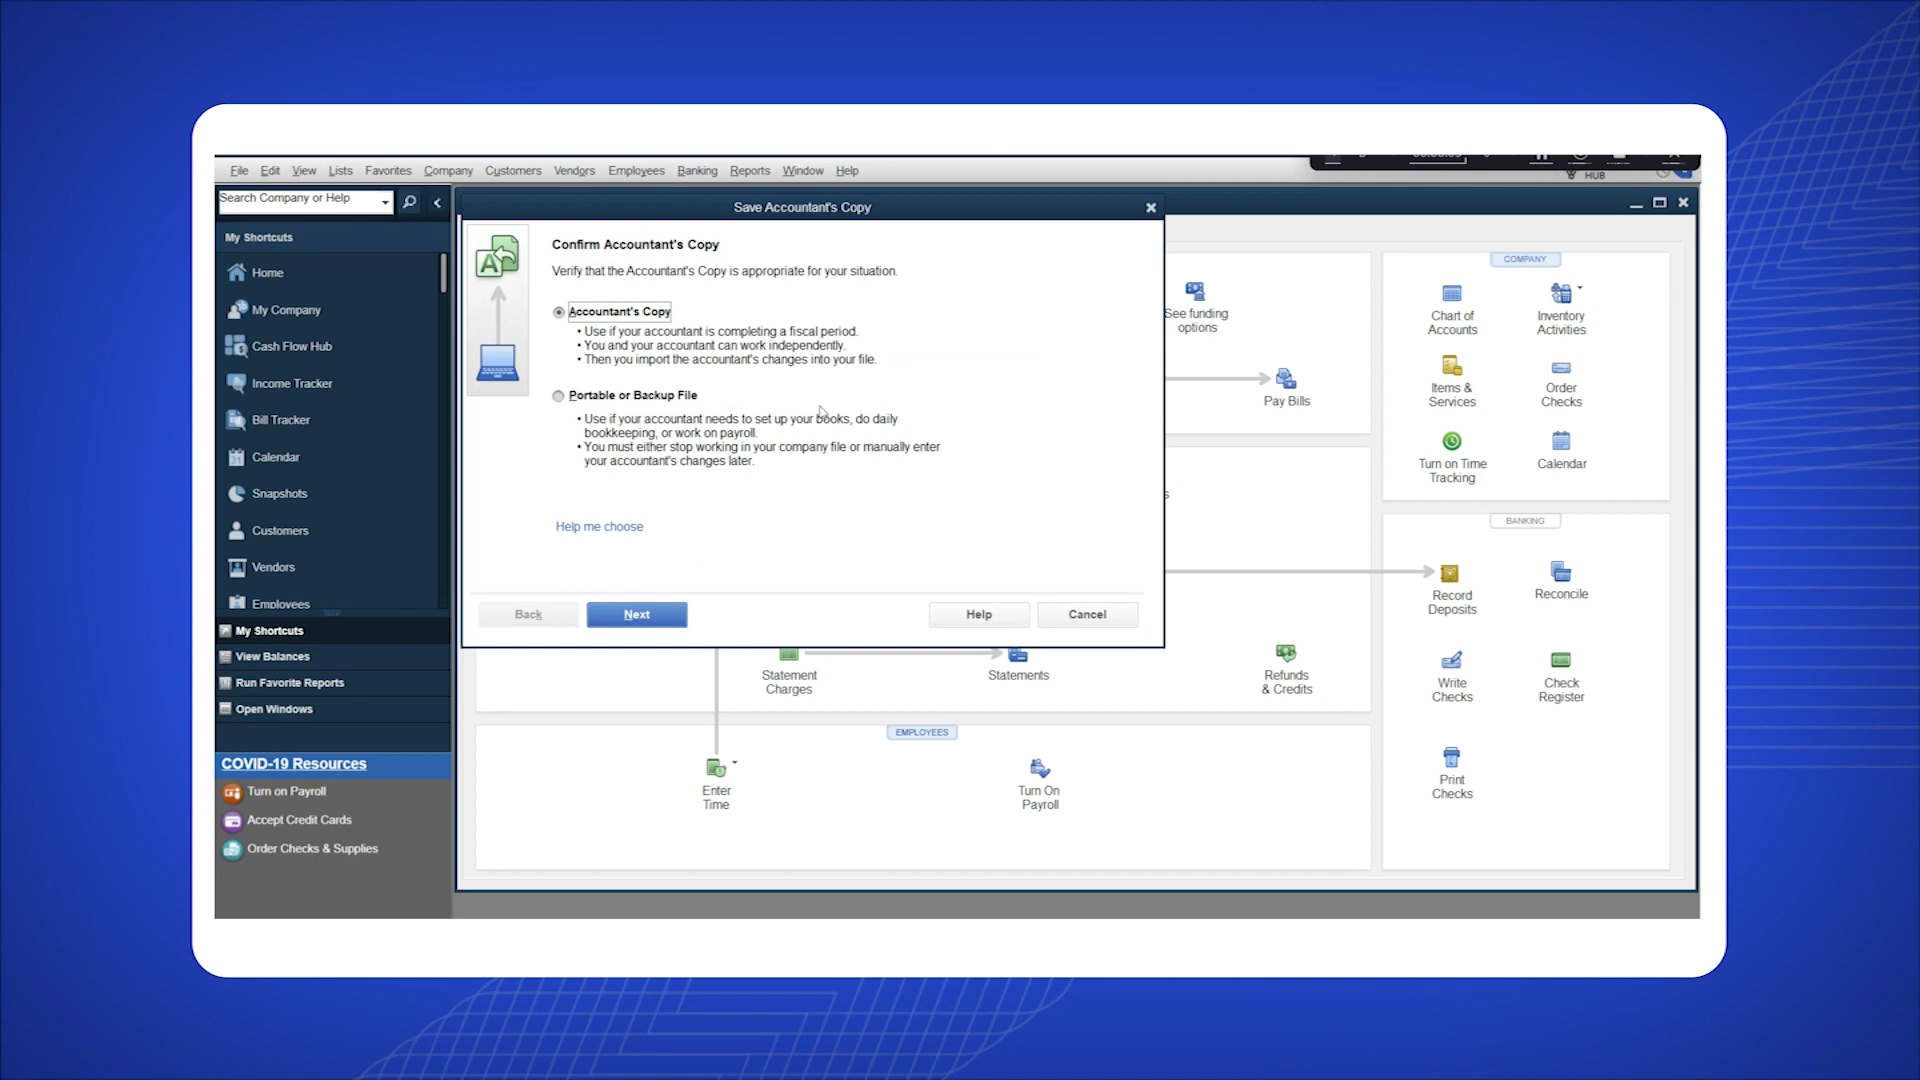 File Edit View Lists Favorites Company Customers Vendors Employees Banking Reports Window Help
HUB
Search Company or Help
My Shortcuts
Home
My Company
Cash Flow Hub
Income Tracker
Bill Tracker
Calendar
Snapshots
Customers
Vendors
Employees
My Shortcuts
View Balances
Run Favorite Reports
Open Windows
COVID-19 Resources
Turn on Payroll
Accept Credit Cards
Order Checks & Supplies
Save Accountant's Copy
Confirm Accountant's Copy
Verify that the Accountant's Copy is appropriate for your situation.
Accountant's Copy
• Use if your accountant is completing a fiscal period.
• You and your accountant can work independently.
• Then you import the accountant's changes into your file.
Portable or Backup File
• Use if your accountant needs to set up your books, do daily
bookkeeping, or work on payroll.
• You must either stop working in your company file or manually enter
your accountant's changes later.
Help me choose
Back Next Help Cancel
See funding
options
Pay Bills
s
Statement
Charges
Statements
Refunds
& Credits
EMPLOYEES
Enter
Time
Turn On
Payroll
COMPANY
Chart of
Accounts
Inventory
Activities
Items &
Services
Order
Checks
Turn on Time
Tracking
Calendar
BANKING
Record
Deposits
Reconcile
Write
Checks
Check
Register
Print
Checks